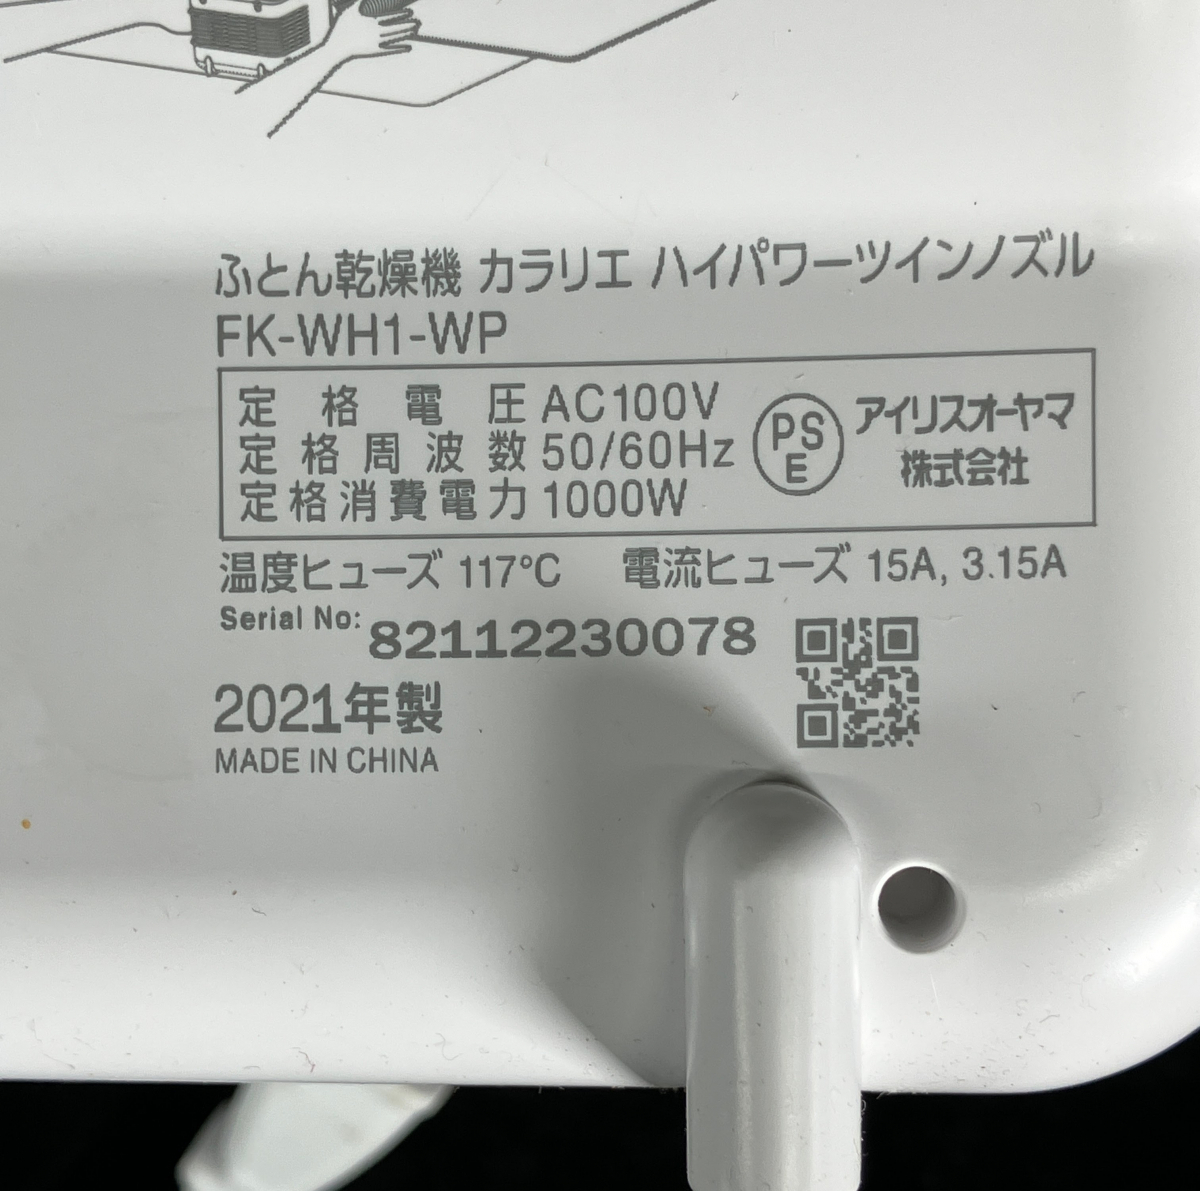 ふとん乾燥機 カラリエ ハイパワーツインノズル
FK-WH1-WP
定格電圧 AC100V
定格周波数 50/60Hz
定格消費電力 1000W
PS
E
アイリスオーヤマ
株式会社
温度ヒューズ 117°C 電流ヒューズ 15A, 3.15A
Serial No: 82112230078
2021年製
MADE IN CHINA